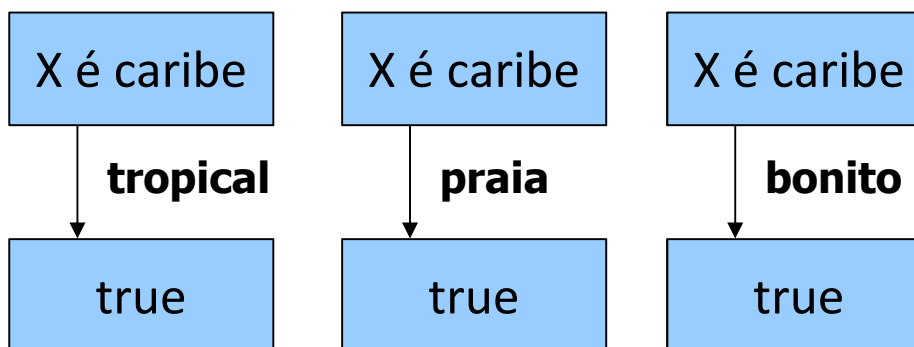 X é caribe X é caribe X é caribe
tropical praia bonito
true true true